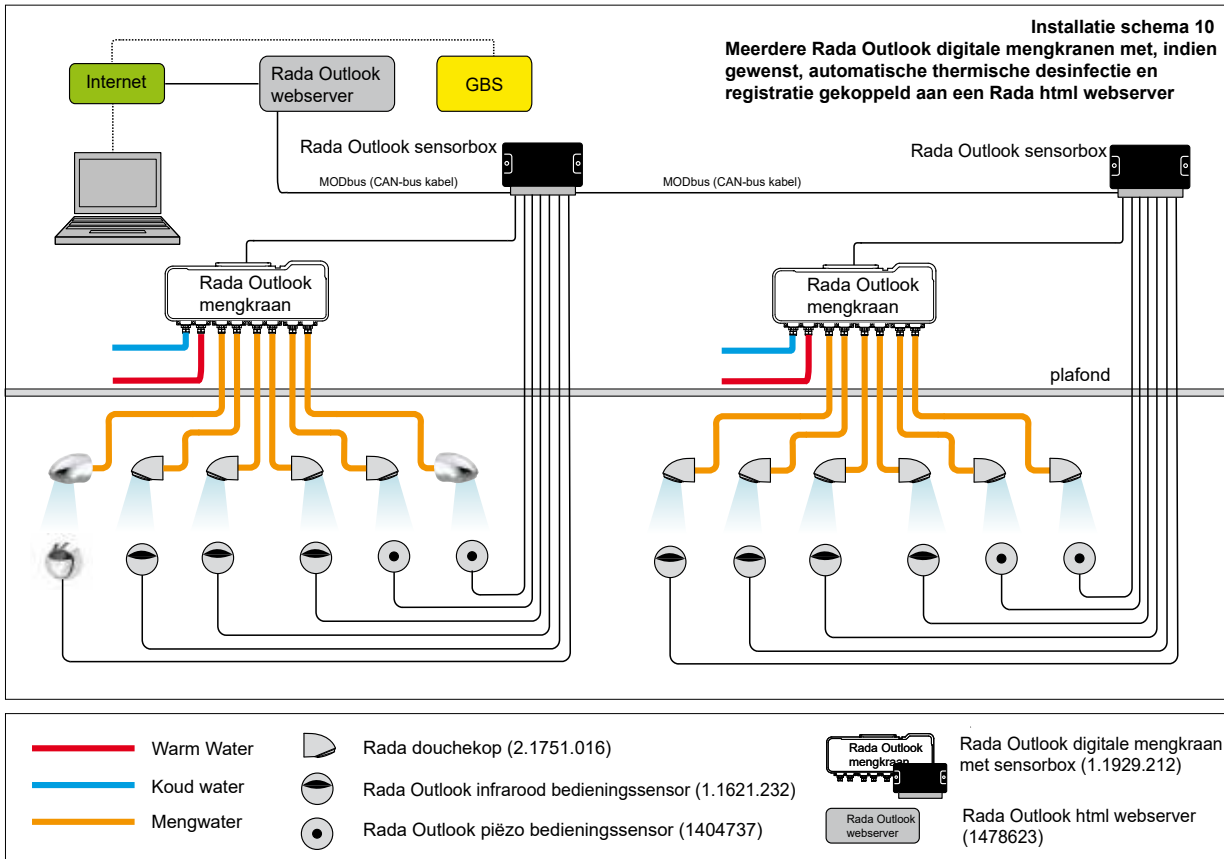 Installatie schema 10
Meerdere Rada Outlook digitale mengkranen met, indien
gewenst, automatische thermische desinfectie en
registratie gekoppeld aan een Rada html webserver
Internet
Rada Outlook
webserver
GBS
Rada Outlook sensorbox
Rada Outlook sensorbox
MODbus (CAN-bus kabel)
MODbus (CAN-bus kabel)
Rada Outlook
mengkraan
Rada Outlook
mengkraan
plafond
Warm Water
Koud water
Mengwater
Rada douchekop (2.1751.016)
Rada Outlook infrarood bedieningssensor (1.1621.232)
Rada Outlook piëzo bedieningssensor (1404737)
Rada Outlook
mengkraan
Rada Outlook digitale mengkraan
met sensorbox (1.1929.212)
Rada Outlook
webserver
Rada Outlook html webserver
(1478623)